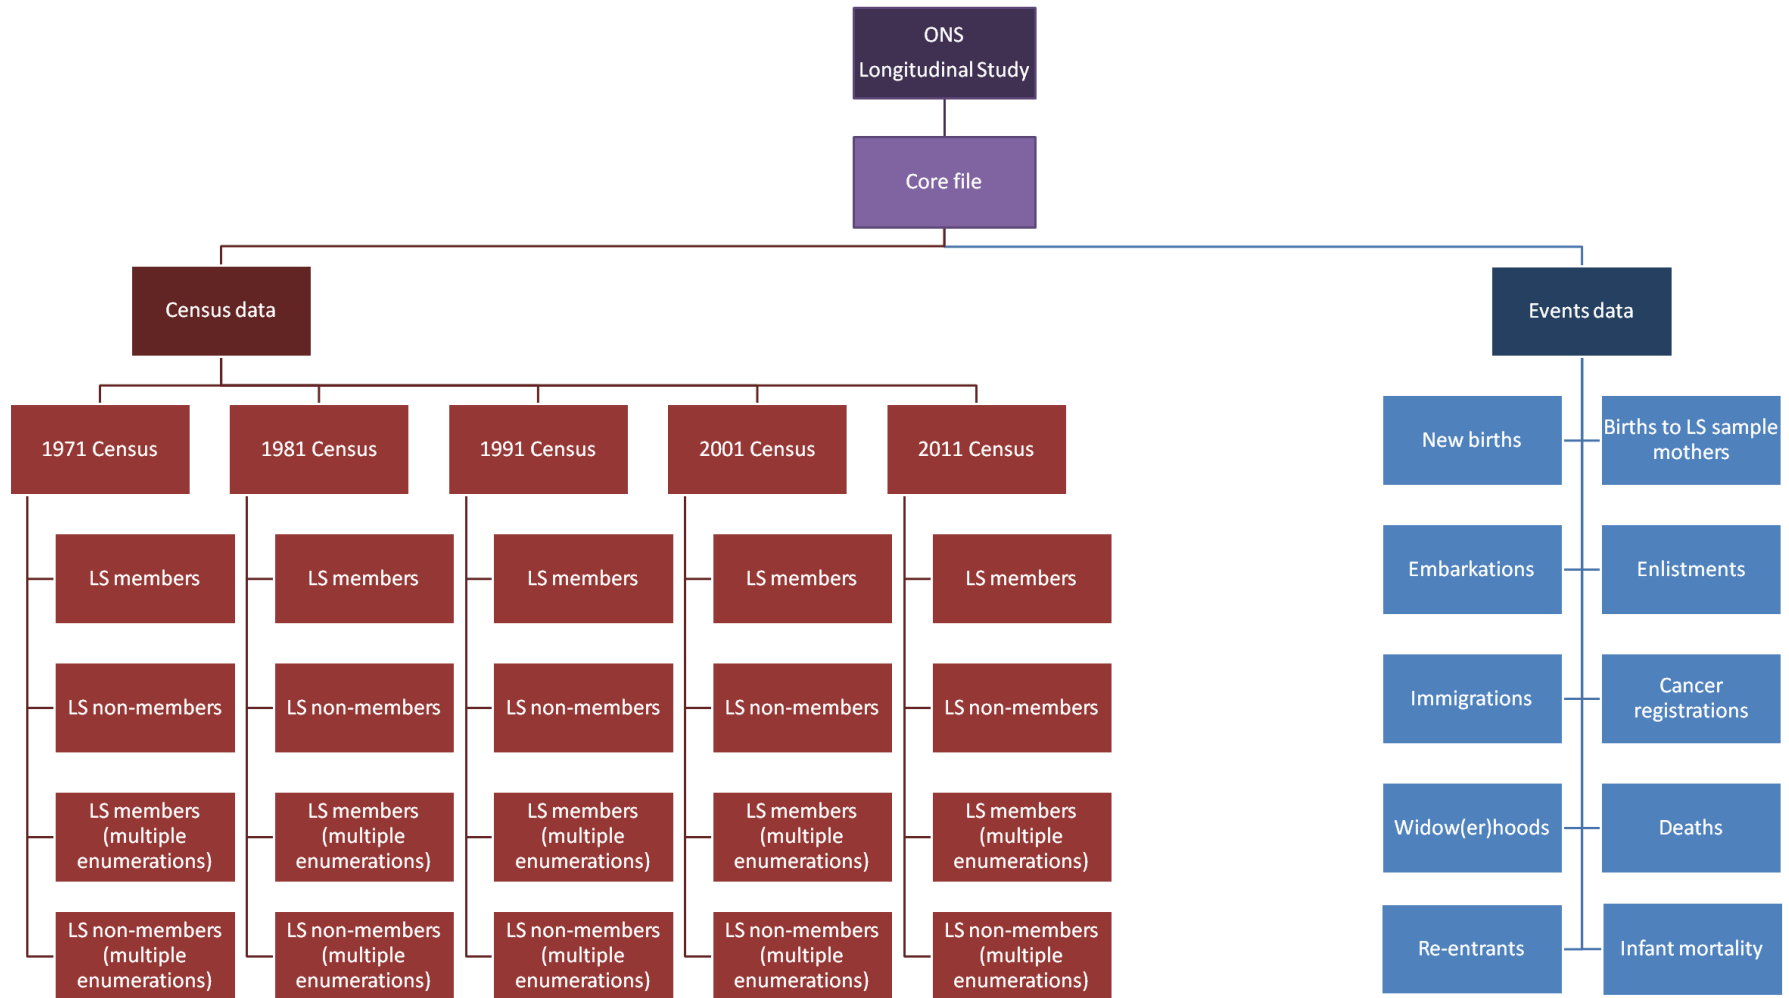 ONS
Longitudinal Study
Core file
Census data
Events data
1971 Census
1981 Census
1991 Census
2001 Census
2011 Census
LS members
LS members
LS members
LS members
LS members
LS non-members
LS non-members
LS non-members
LS non-members
LS non-members
LS members
(multiple
enumerations)
LS members
(multiple
enumerations)
LS members
(multiple
enumerations)
LS members
(multiple
enumerations)
LS members
(multiple
enumerations)
LS non-members
(multiple
enumerations)
LS non-members
(multiple
enumerations)
LS non-members
(multiple
enumerations)
LS non-members
(multiple
enumerations)
LS non-members
(multiple
enumerations)
New births
Births to LS sample
mothers
Embarkations
Enlistments
Immigrations
Cancer
registrations
Widow(er)hoods
Deaths
Re-entrants
Infant mortality